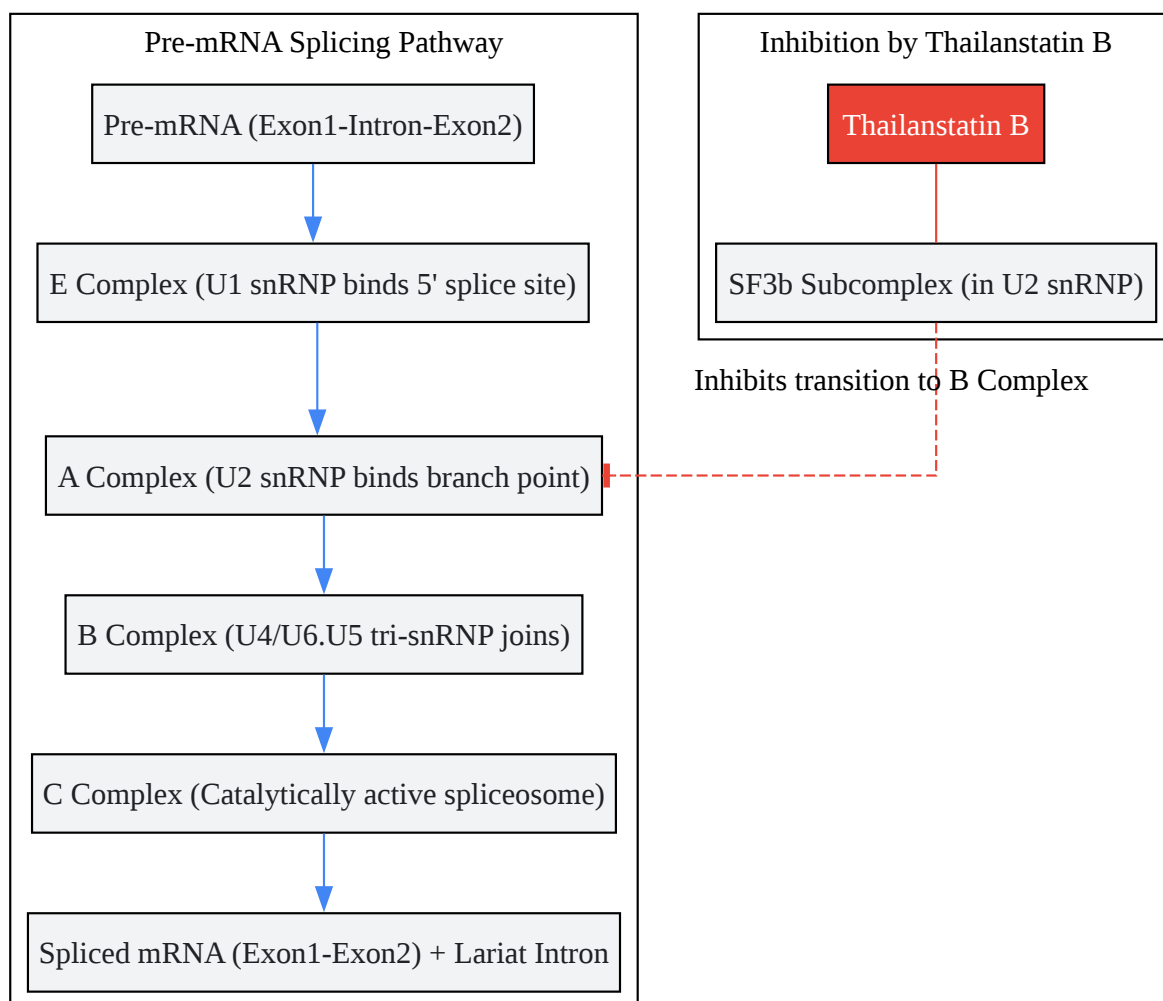 Pre-mRNA Splicing Pathway
Pre-mRNA (Exon1-Intron-Exon2)
E Complex (U1 snRNP binds 5' splice site)
A Complex (U2 snRNP binds branch point)
B Complex (U4/U6.U5 tri-snRNP joins)
C Complex (Catalytically active spliceosome)
Spliced mRNA (Exon1-Exon2) + Lariat Intron
Inhibition by Thailanstatin B
Thailanstatin B
SF3b Subcomplex (in U2 snRNP)
Inhibits transition to B Complex